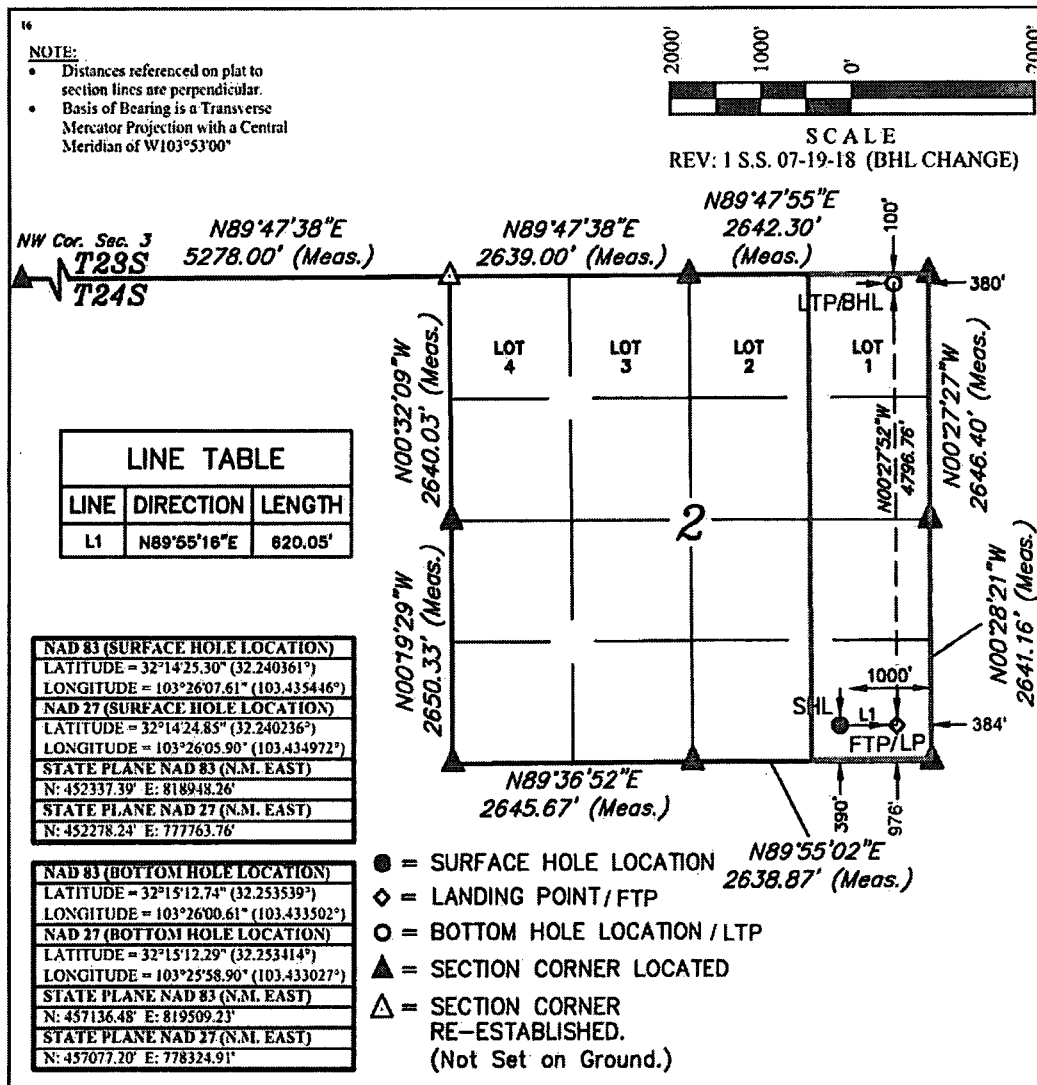 16
NOTE:
• Distances referenced on plat to
section lines are perpendicular.
• Basis of Bearing is a Transverse
Mercator Projection with a Central
Meridian of W103°53'00"
2000'
1000'
0'
2000'
SCALE
REV: 1 S.S. 07-19-18 (BHL CHANGE)
NW Cor. Sec. 3
T23S
T24S
N89°47'38"E
5278.00' (Meas.)
N89°47'38"E
2639.00' (Meas.)
N89°47'55"E
2642.30'
(Meas.)
100'
380'
LTP/BHL
LOT
4
LOT
3
LOT
2
LOT
1
N00°32'09"W
2640.03' (Meas.)
N00°27'52"W
4796.76'
N00°27'27"W
2646.40' (Meas.)
2
LINE TABLE
LINE DIRECTION LENGTH
L1 N89°55'16"E 620.05'
N00°19'29"W
2650.33' (Meas.)
N00°28'21"W
2641.16' (Meas.)
1000'
SHL
L1
384'
FTP/LP
390'
976'
N89°36'52"E
2645.67' (Meas.)
N89°55'02"E
2638.87' (Meas.)
NAD 83 (SURFACE HOLE LOCATION)
LATITUDE = 32°14'25.30" (32.240361°)
LONGITUDE = 103°26'07.61" (103.435446°)
NAD 27 (SURFACE HOLE LOCATION)
LATITUDE = 32°14'24.85" (32.240236°)
LONGITUDE = 103°26'05.90" (103.434972°)
STATE PLANE NAD 83 (N.M. EAST)
N: 452337.39' E: 818948.26'
STATE PLANE NAD 27 (N.M. EAST)
N: 452278.24' E: 777763.76'
NAD 83 (BOTTOM HOLE LOCATION)
LATITUDE = 32°15'12.74" (32.253539°)
LONGITUDE = 103°26'00.61" (103.433502°)
NAD 27 (BOTTOM HOLE LOCATION)
LATITUDE = 32°15'12.29" (32.253414°)
LONGITUDE = 103°25'58.90" (103.433027°)
STATE PLANE NAD 83 (N.M. EAST)
N: 457136.48' E: 819509.23'
STATE PLANE NAD 27 (N.M. EAST)
N: 457077.20' E: 778324.91'
= SURFACE HOLE LOCATION
= LANDING POINT/FTP
= BOTTOM HOLE LOCATION/LTP
= SECTION CORNER LOCATED
= SECTION CORNER
RE-ESTABLISHED.
(Not Set on Ground.)